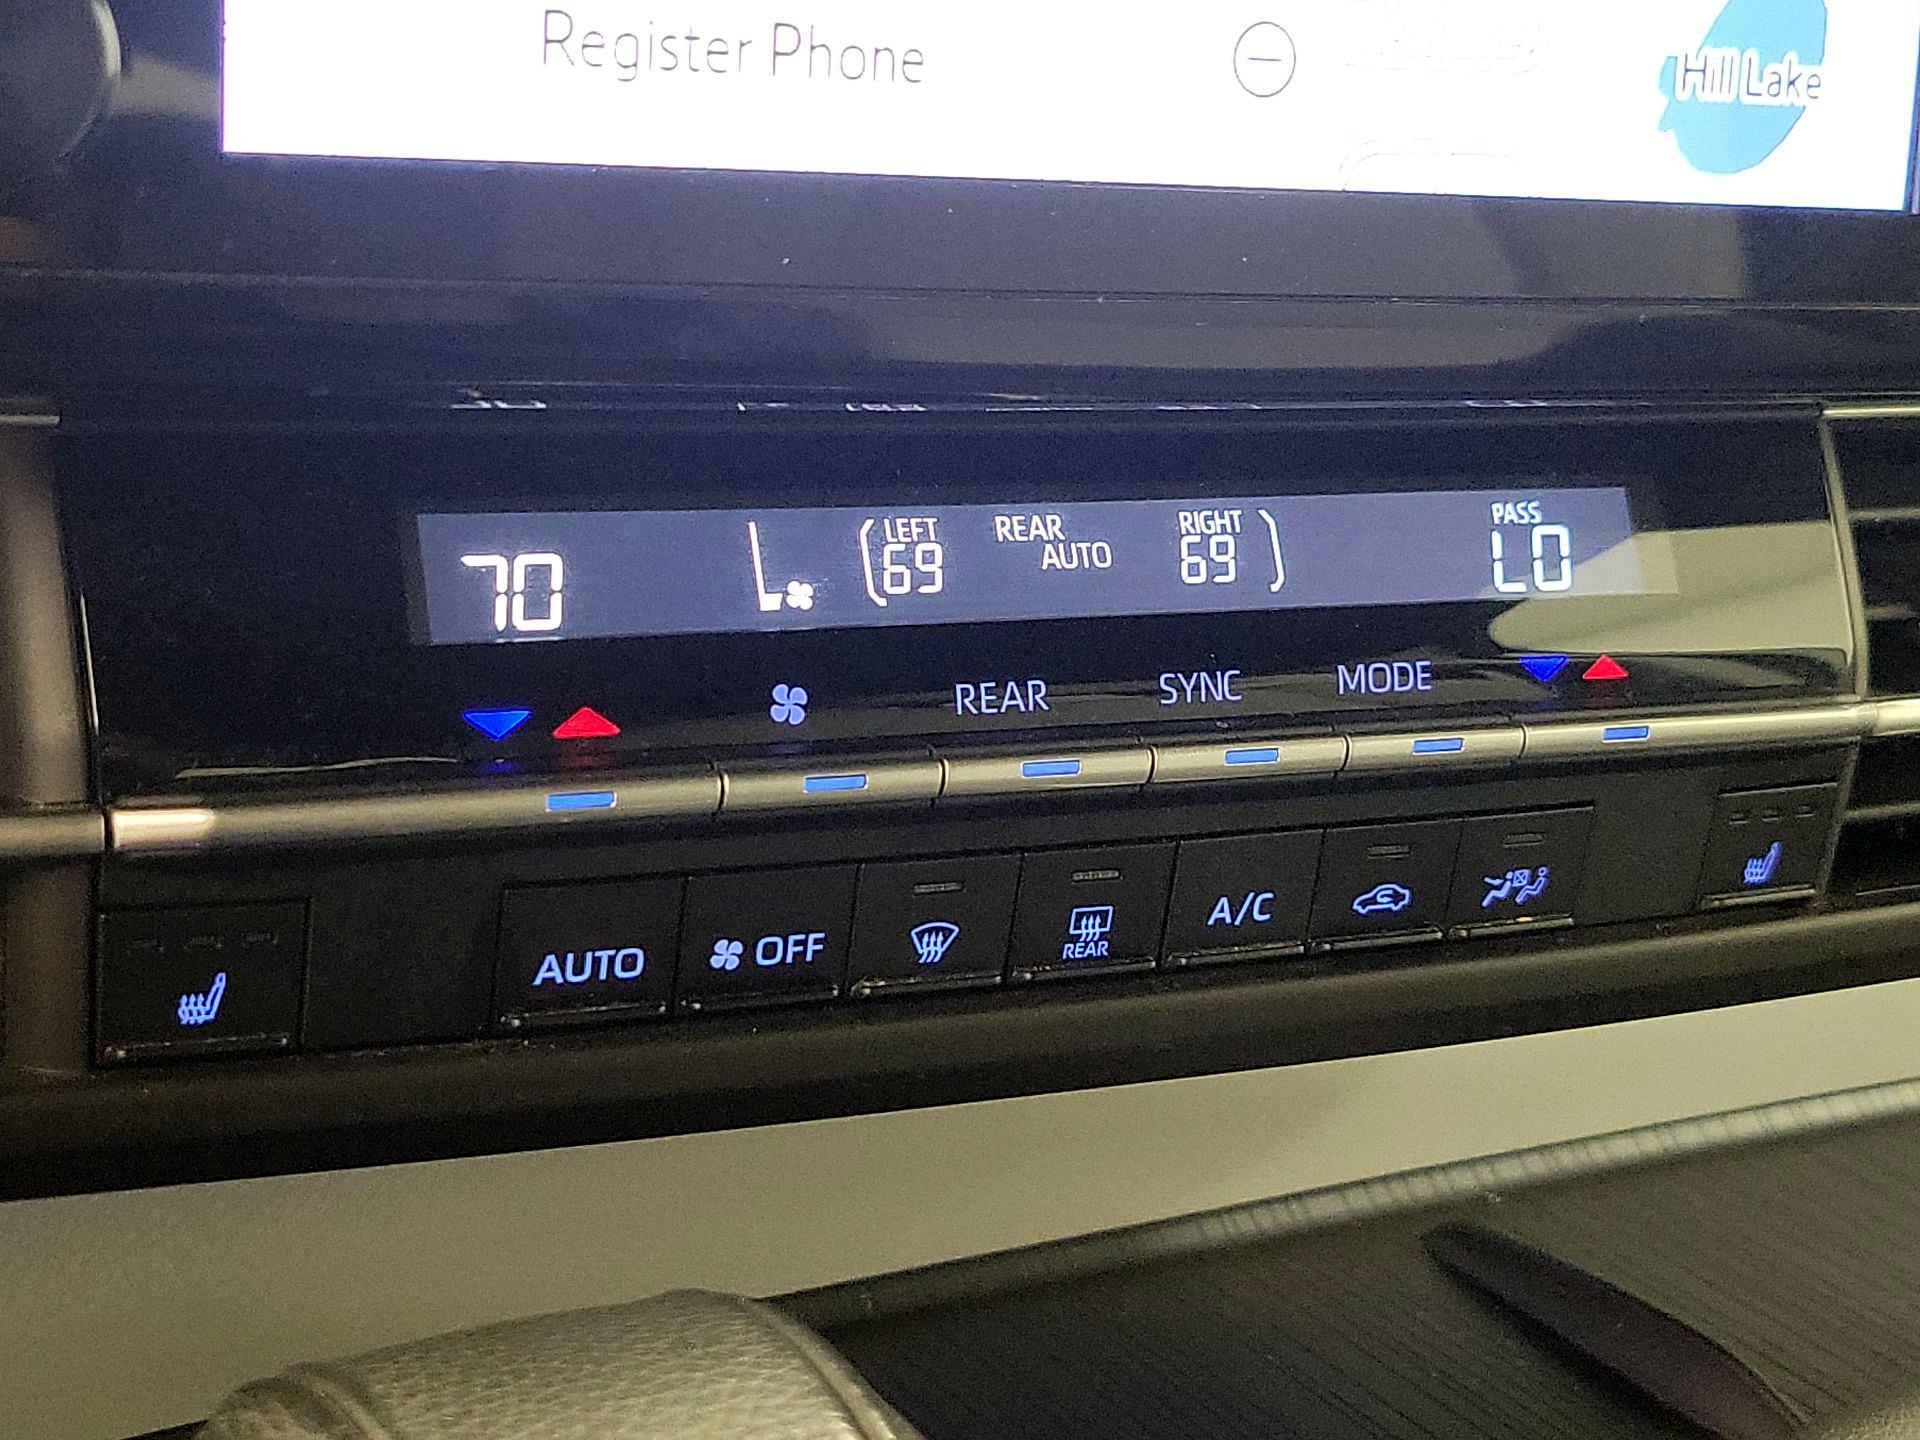 Register Phone
Hill Lake
70
LEFT
69
REAR
AUTO
RIGHT
69
PASS
LO
REAR
SYNC
MODE
AUTO
OFF
REAR
A/C